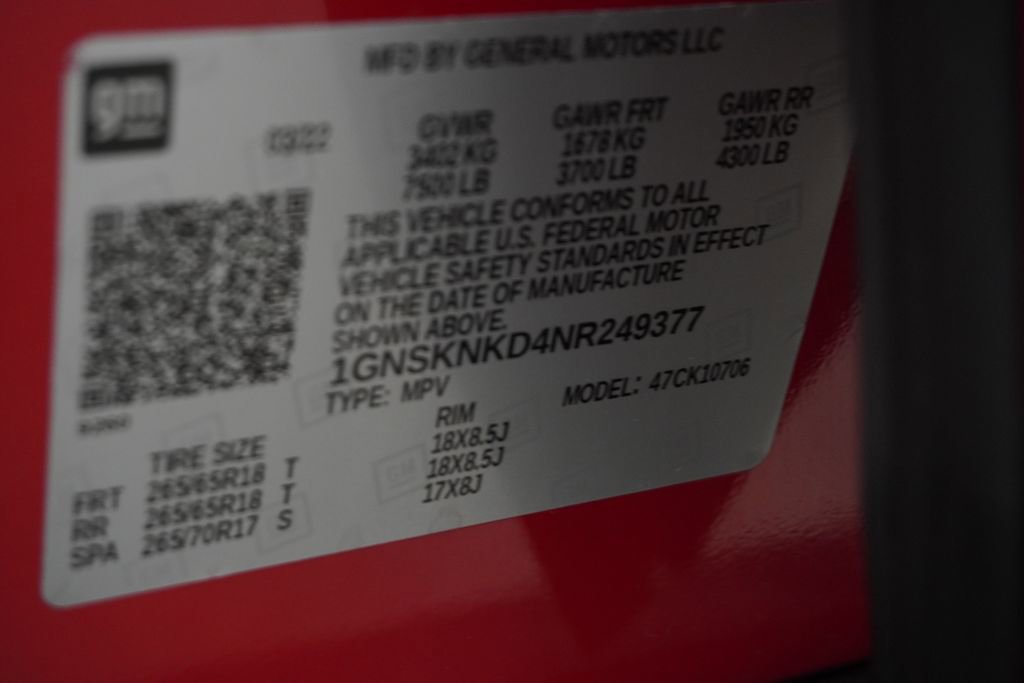 MFD BY GENERAL MOTORS LLC
gm
03/22 GVWR GAWR FRT GAWR RR
3402 KG 1678 KG 1950 KG
7500 LB 3700 LB 4300 LB
THIS VEHICLE CONFORMS TO ALL
APPLICABLE U.S. FEDERAL MOTOR
VEHICLE SAFETY STANDARDS IN EFFECT
ON THE DATE OF MANUFACTURE
SHOWN ABOVE.
1GNSKNKD4NR249377
TYPE: MPV MODEL: 47CK10706
TIRE SIZE RIM
FRT 265/65R18 T 18X8.5J
RR 265/65R18 T 18X8.5J
SPA 265/70R17 S 17X8J